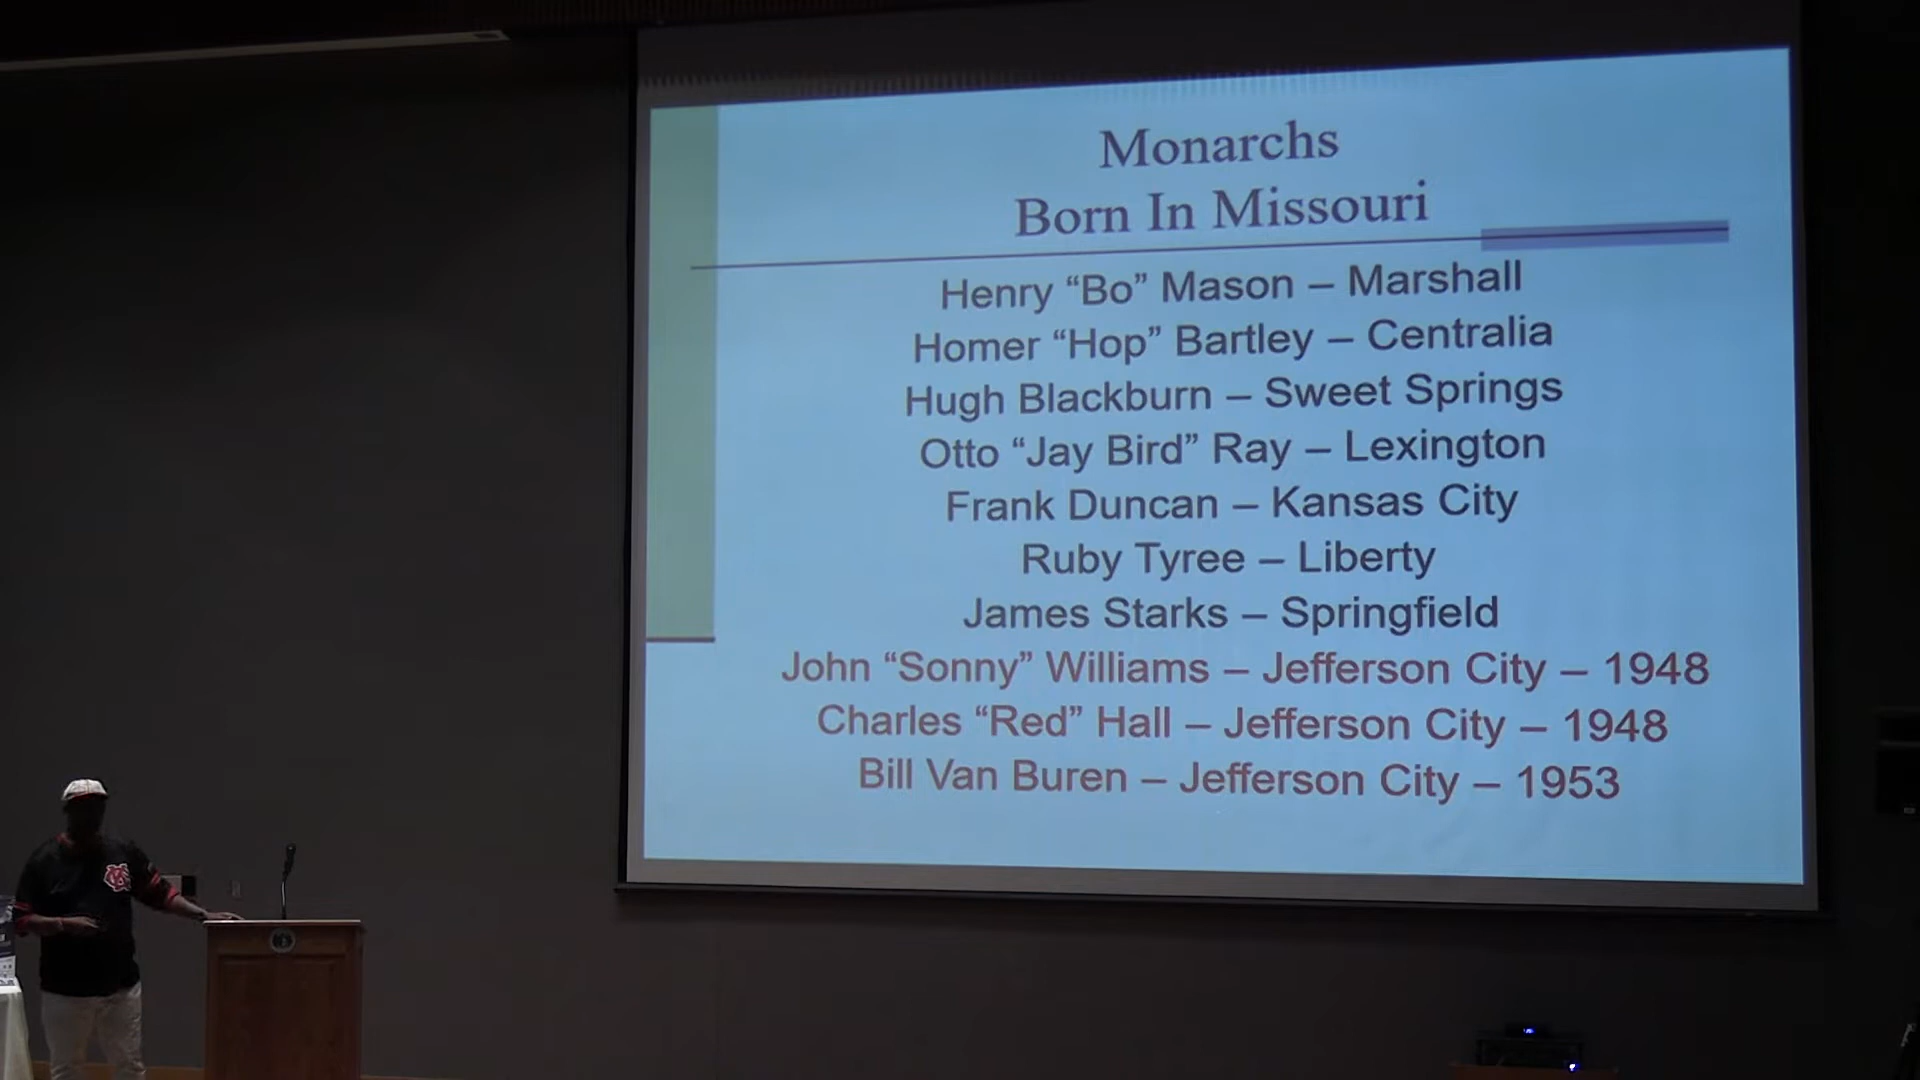 Monarchs
Born In Missouri
Henry “Bo” Mason – Marshall
Homer “Hop” Bartley – Centralia
Hugh Blackburn – Sweet Springs
Otto “Jay Bird” Ray – Lexington
Frank Duncan – Kansas City
Ruby Tyree – Liberty
James Starks – Springfield
John “Sonny” Williams – Jefferson City – 1948
Charles “Red” Hall – Jefferson City – 1948
Bill Van Buren – Jefferson City – 1953
KC